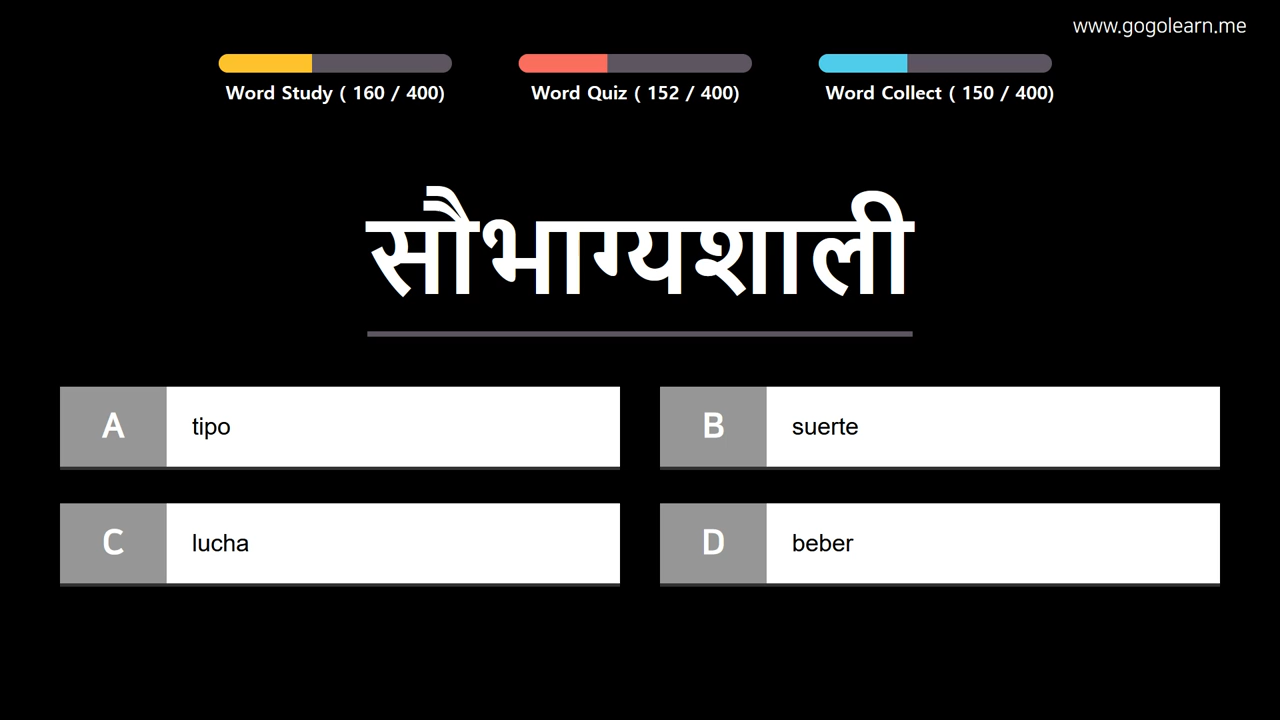 www.gogolearn.me
Word Study ( 160 / 400)
Word Quiz ( 152 / 400)
Word Collect ( 150 / 400)
सौभाग्यशाली
A tipo
B suerte
C lucha
D beber